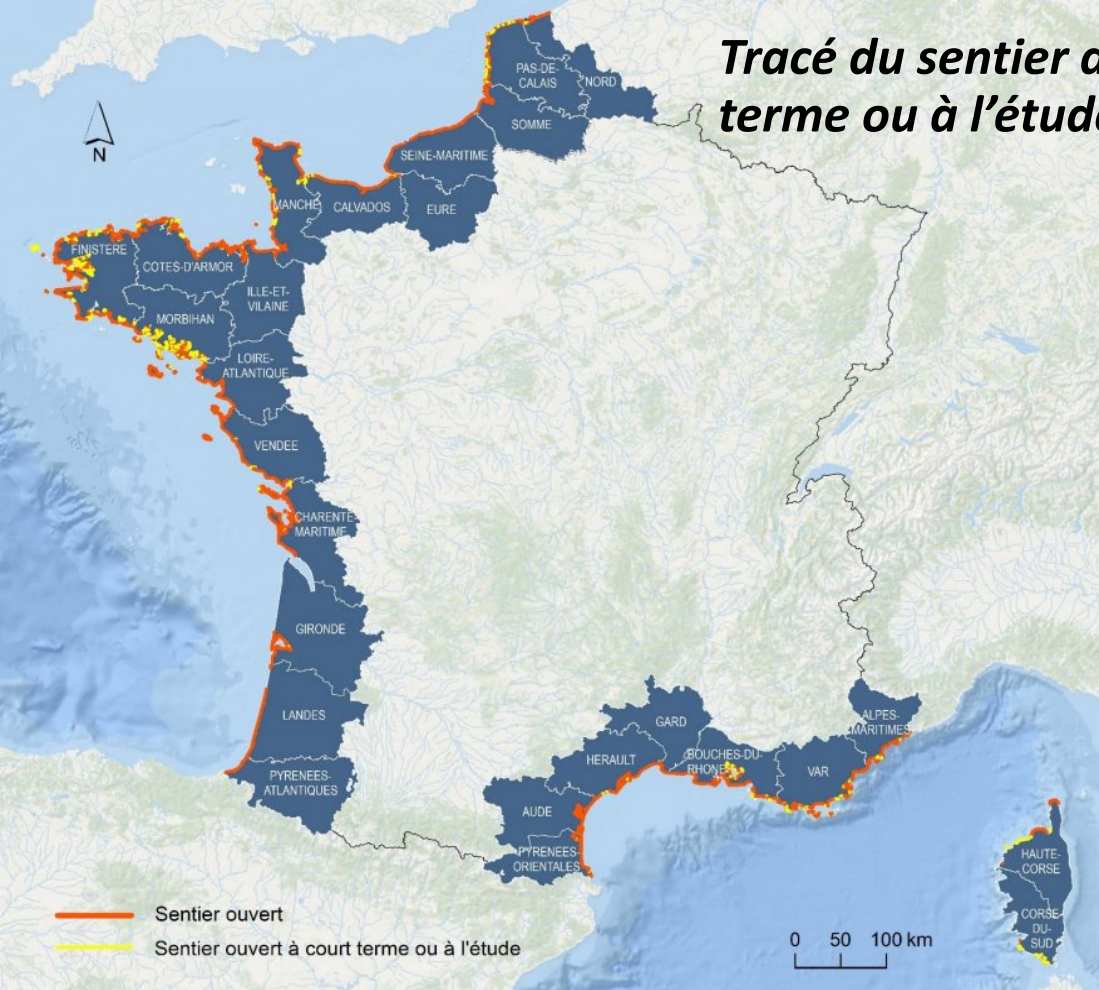 Tracé du sentier
terme ou à l'étude
N
PAS-DE-
CALAIS
NORD
SOMME
SEINE-MARITIME
MANCHE
CALVADOS
EURE
FINISTERE
COTES-D'ARMOR
ILLE-ET-
VILAINE
MORBIHAN
LOIRE-
ATLANTIQUE
VENDEE
CHARENTE-
MARITIME
GIRONDE
LANDES
PYRENEES-
ATLANTIQUES
GARD
HERAULT
BOUCHES-DU-
RHONE
ALPES-
MARITIMES
VAR
AUDE
PYRENEES-
ORIENTALES
HAUTE-
CORSE
CORSE-
DU-
SUD
Sentier ouvert
Sentier ouvert à court terme ou à l'étude
0 50 100 km